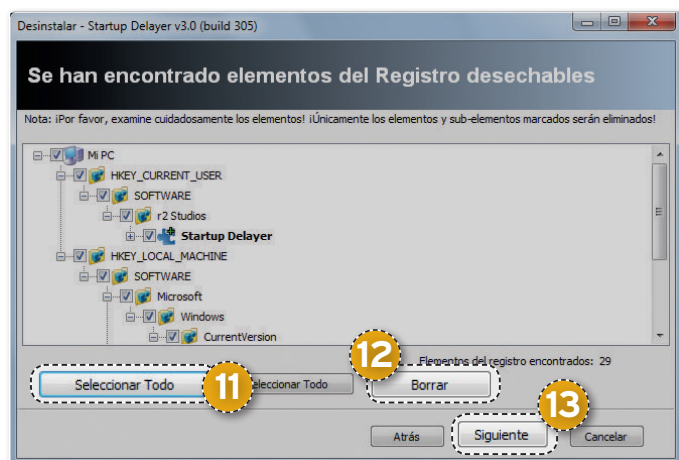 Desinstalar - Startup Delayer v3.0 (build 305)
Se han encontrado elementos del Registro desechables
Nota: ¡Por favor, examine cuidadosamente los elementos! ¡Únicamente los elementos y sub-elementos marcados serán eliminados!
Mi PC
HKEY_CURRENT_USER
SOFTWARE
r2 Studios
Startup Delayer
HKEY_LOCAL_MACHINE
SOFTWARE
Microsoft
Windows
CurrentVersion
12
Elementos del registro encontrados: 29
Seleccionar Todo
11
eleccionar Todo
Borrar
13
Atrás
Siguiente
Cancelar